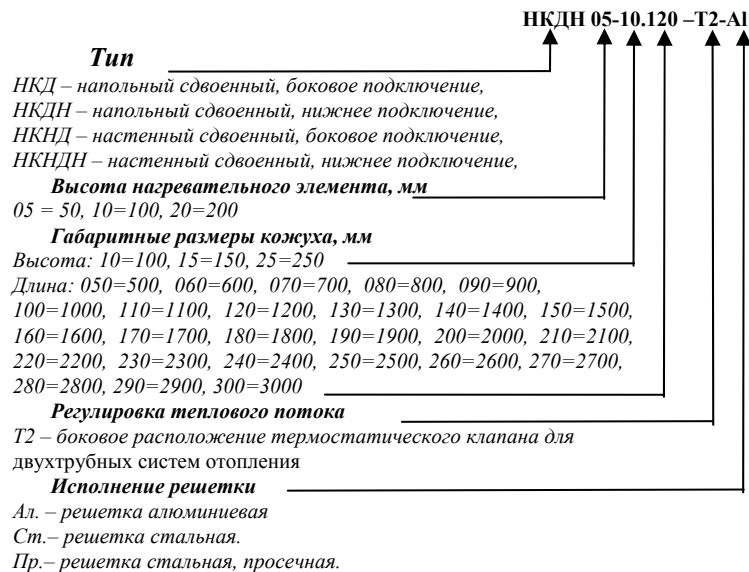 НКДН 05-10.120 –Т2-Al
Тип
НКД – напольный сдвоенный, боковое подключение,
НКДН – напольный сдвоенный, нижнее подключение,
НКНД – настенный сдвоенный, боковое подключение,
НКНДН – настенный сдвоенный, нижнее подключение,
Высота нагревательного элемента, мм
05 = 50, 10=100, 20=200
Габаритные размеры кожуха, мм
Высота: 10=100, 15=150, 25=250
Длина: 050=500, 060=600, 070=700, 080=800, 090=900,
100=1000, 110=1100, 120=1200, 130=1300, 140=1400, 150=1500,
160=1600, 170=1700, 180=1800, 190=1900, 200=2000, 210=2100,
220=2200, 230=2300, 240=2400, 250=2500, 260=2600, 270=2700,
280=2800, 290=2900, 300=3000
Регулировка теплового потока
Т2 – боковое расположение термостатического клапана для
двухтрубных систем отопления
Исполнение решетки
Ал. – решетка алюминиевая
Ст.– решетка стальная.
Пр.– решетка стальная, просечная.